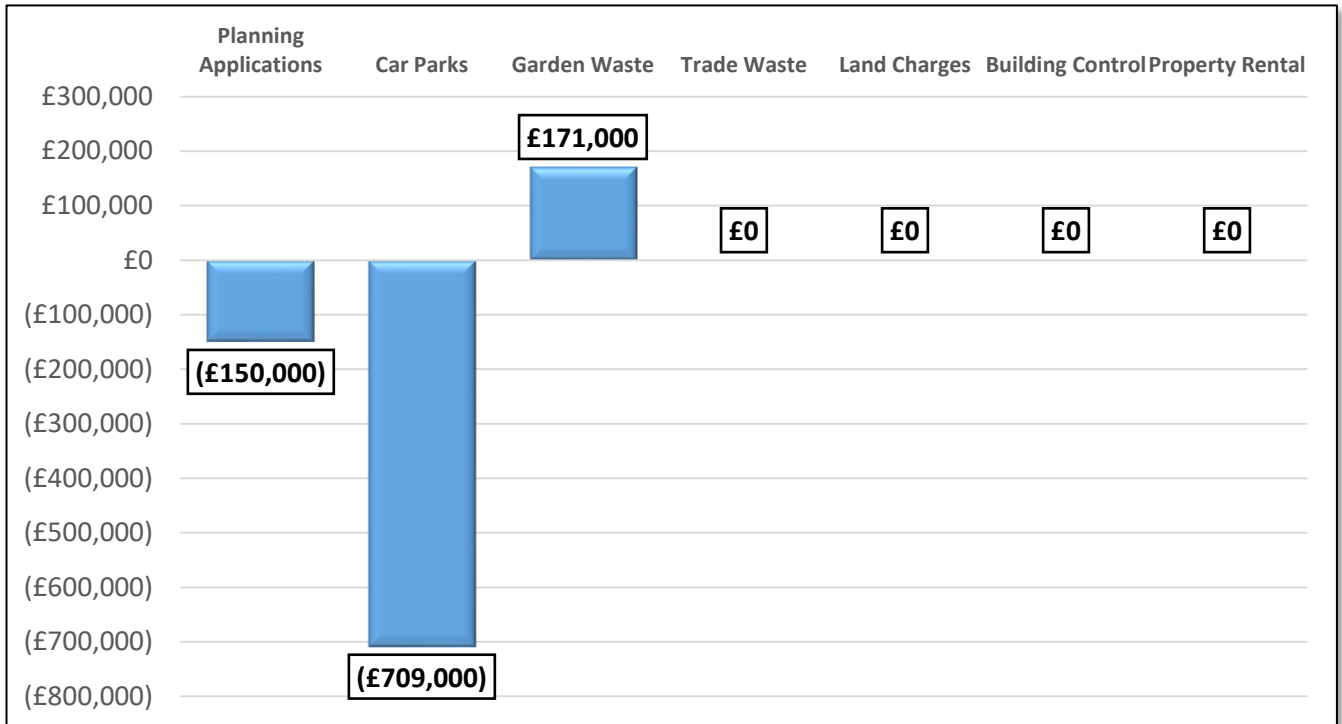 Planning
Applications
Car Parks
Garden Waste
Trade Waste
Land Charges
Building Control
Property Rental
£300,000
£200,000
£100,000
£0
(£100,000)
(£200,000)
(£300,000)
(£400,000)
(£500,000)
(£600,000)
(£700,000)
(£800,000)
(£150,000)
(£709,000)
£171,000
£0
£0
£0
£0